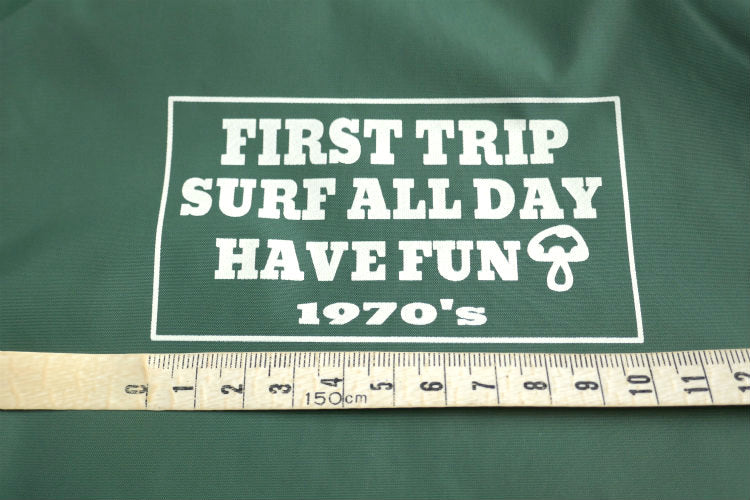 FIRST TRIP
SURF ALL DAY
HAVE FUN
1970's
0 1 2 3 4 5 6 7 8 9 10 11 12
150cm